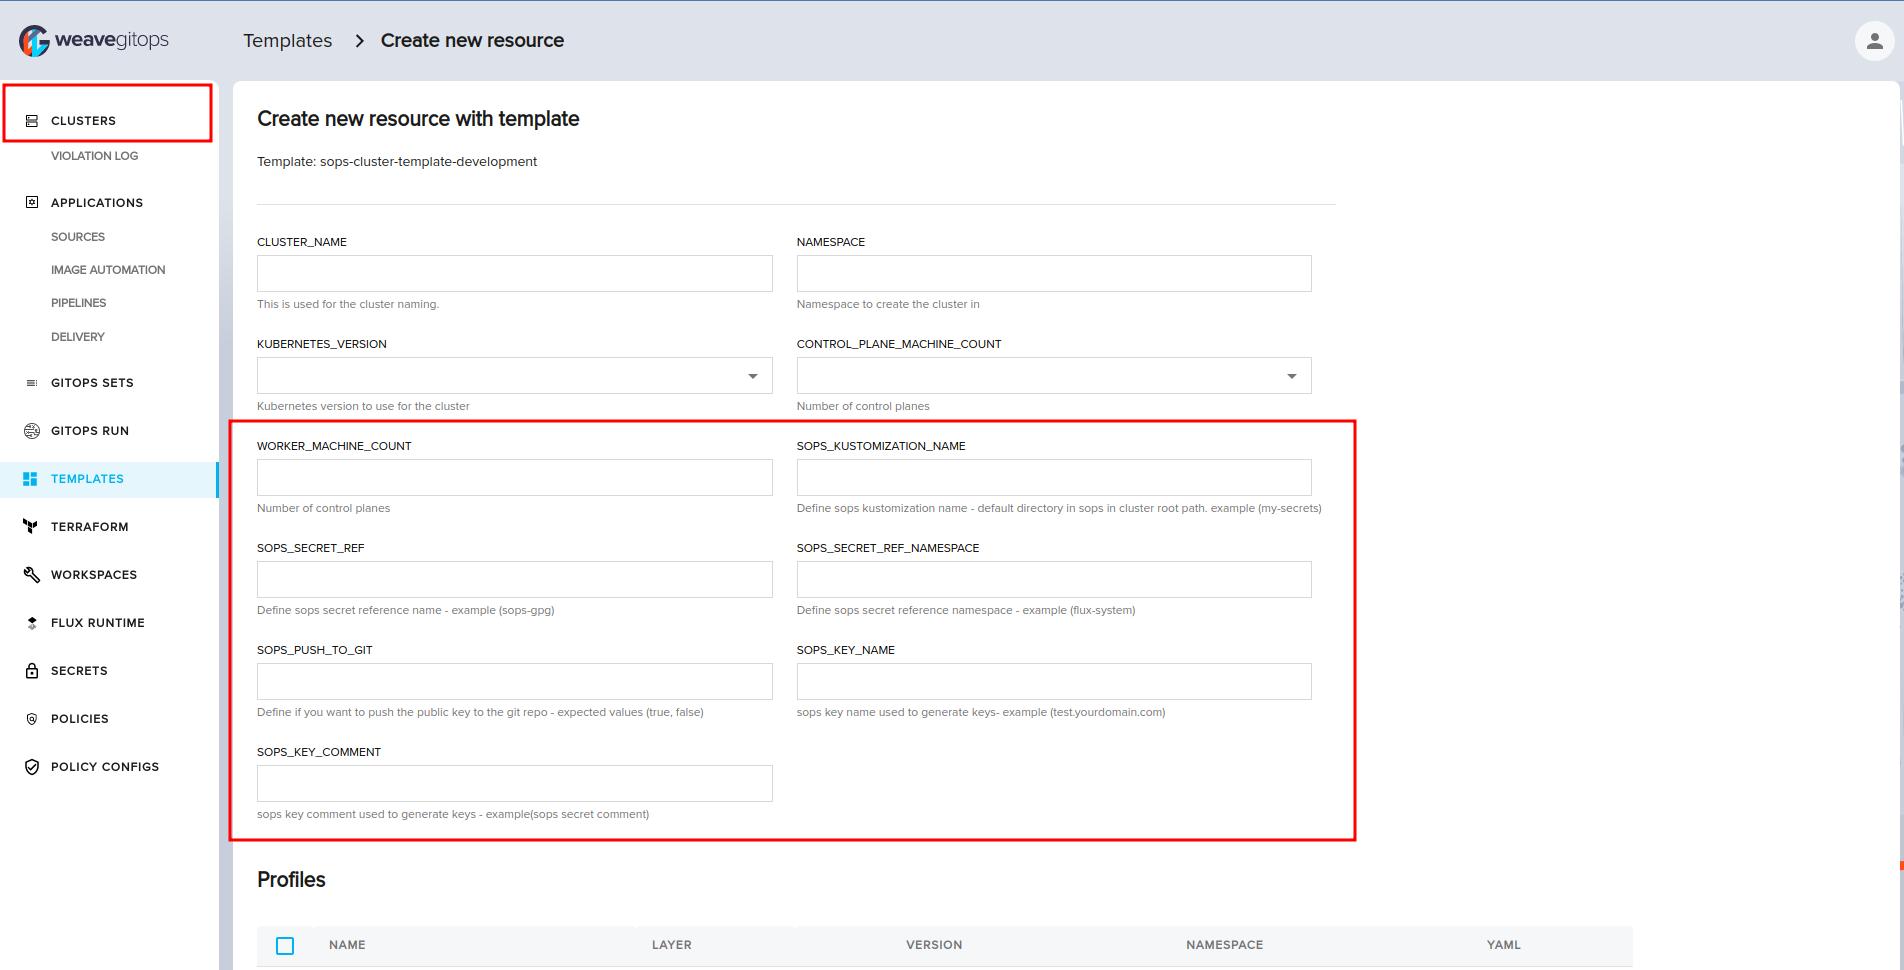 weavegitops
Templates > Create new resource
CLUSTERS
VIOLATION LOG
APPLICATIONS
SOURCES
IMAGE AUTOMATION
PIPELINES
DELIVERY
GITOPS SETS
GITOPS RUN
TEMPLATES
TERRAFORM
WORKSPACES
FLUX RUNTIME
SECRETS
POLICIES
POLICY CONFIGS
Create new resource with template
Template: sops-cluster-template-development
CLUSTER_NAME
This is used for the cluster naming.
NAMESPACE
Namespace to create the cluster in
KUBERNETES_VERSION
Kubernetes version to use for the cluster
CONTROL_PLANE_MACHINE_COUNT
Number of control planes
WORKER_MACHINE_COUNT
Number of control planes
SOPS_KUSTOMIZATION_NAME
Define sops kustomization name - default directory in sops in cluster root path. example (my-secrets)
SOPS_SECRET_REF
Define sops secret reference name - example (sops-gpg)
SOPS_SECRET_REF_NAMESPACE
Define sops secret reference namespace - example (flux-system)
SOPS_PUSH_TO_GIT
Define if you want to push the public key to the git repo - expected values (true, false)
SOPS_KEY_NAME
sops key name used to generate keys- example (test.yourdomain.com)
SOPS_KEY_COMMENT
sops key comment used to generate keys - example(sops secret comment)
Profiles
NAME LAYER VERSION NAMESPACE YAML